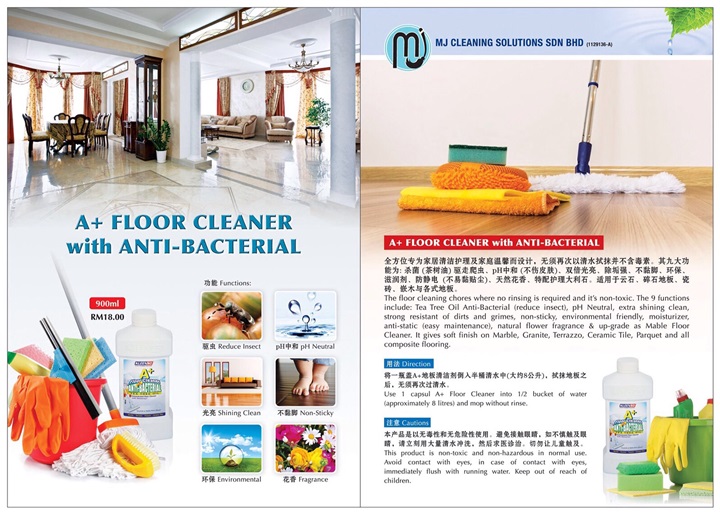 A+ FLOOR CLEANER
with ANTI-BACTERIAL
900ml
RM18.00
A+
ANTI-BACTERIAL
功能 Functions:
驱虫 Reduce Insect
pH中和 pH Neutral
光亮 Shining Clean
不黏脚 Non-Sticky
环保 Environmental
花香 Fragrance
MJ
MJ CLEANING SOLUTIONS SDN BHD (1120136-A)
A+ FLOOR CLEANER with ANTI-BACTERIAL
全方位专为家居清洁护理及家庭温馨而设计，无须再次以清水拭抹并不含毒素．其九大功
能为: 杀菌 (茶树油) 驱走爬虫、pH中和 (不伤皮肤)、双倍光亮、除垢强、不黏脚、环保、
滋润剂、防静电 (不易黏贴尘)、天然花香、特配护理大利石．适用于云石、碎石地板、瓷
砖、嵌木与各式地板．
The floor cleaning chores where no rinsing is required and it's non-toxic. The 9 functions
include: Tea Tree Oil Anti-Bacterial (reduce insect), pH Neutral, extra shining clean,
strong resistant of dirts and grimes, non-sticky, environmental friendly, moisturizer,
anti-static (easy maintenance), natural flower fragrance & up-grade as Mable Floor
Cleaner. It gives soft finish on Marble, Granite, Terrazzo, Ceramic Tile, Parquet and all
composite flooring.
用法 Direction
将一瓶盖A+地板清洁剂倒入半桶清水中(大约8公升)，拭抹地板之
后，无须再次过清水．
Use 1 capsul A+ Floor Cleaner into 1/2 bucket of water
(approximately 8 litres) and mop without rinse.
注意 Cautions
本产品是以无毒性和无危险性使用．避免接触眼睛，如不慎触及眼
睛，请立刻用大量清水冲洗，然后求医诊治．切勿让儿童触及．
This product is non-toxic and non-hazardous in normal use.
Avoid contact with eyes, in case of contact with eyes,
immediately flush with running water. Keep out of reach of
children.
A+
ANTI-BACTERIAL